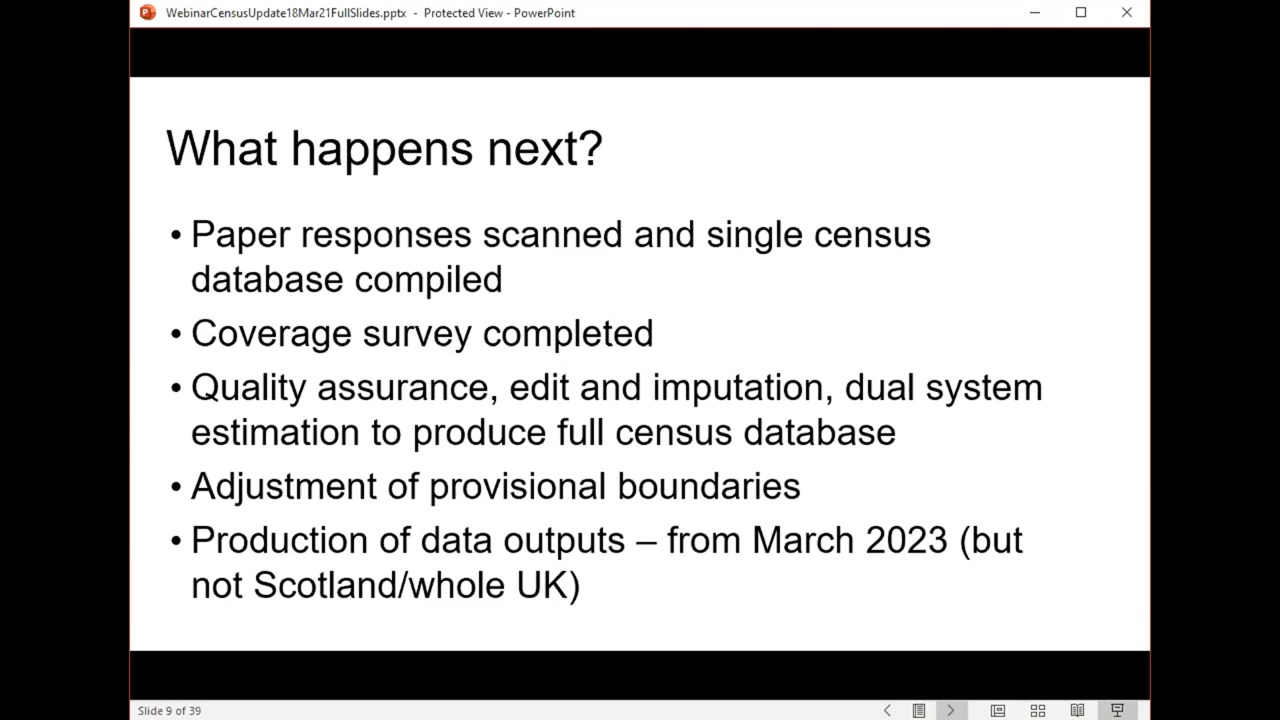 WebinarCensusUpdate18Mar21FullSlides.pptx - Protected View - PowerPoint
What happens next?
• Paper responses scanned and single census
database compiled
• Coverage survey completed
• Quality assurance, edit and imputation, dual system
estimation to produce full census database
• Adjustment of provisional boundaries
• Production of data outputs – from March 2023 (but
not Scotland/whole UK)
Slide 9 of 39